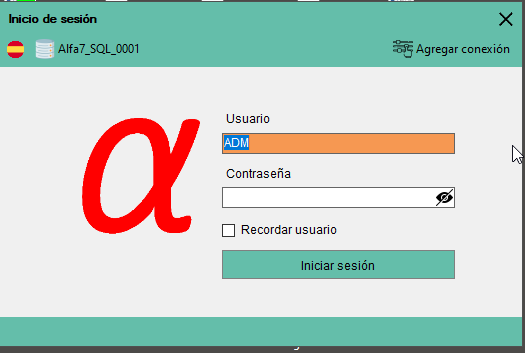 Inicio de sesión
Alfa7_SQL_0001
Agregar conexión
α
Usuario
ADM
Contraseña
Recordar usuario
Iniciar sesión